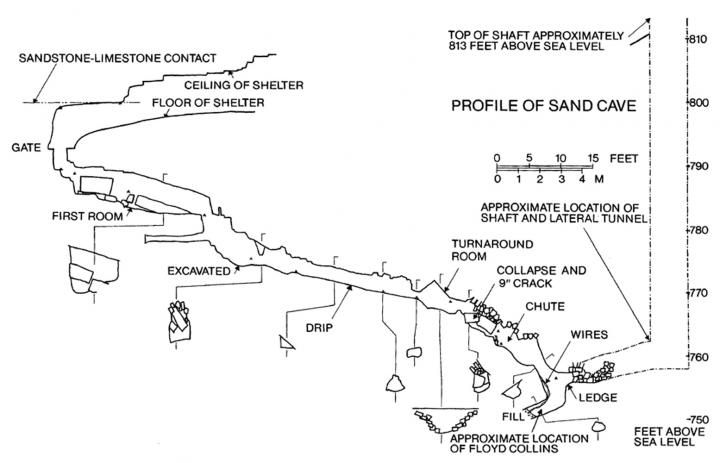 TOP OF SHAFT APPROXIMATELY
813 FEET ABOVE SEA LEVEL
810
SANDSTONE-LIMESTONE CONTACT
CEILING OF SHELTER
FLOOR OF SHELTER
800
PROFILE OF SAND CAVE
GATE
0 5 10 15 FEET
0 1 2 3 4 M
790
FIRST ROOM
APPROXIMATE LOCATION OF
SHAFT AND LATERAL TUNNEL
780
TURNAROUND
ROOM
EXCAVATED
COLLAPSE AND
9" CRACK
770
CHUTE
DRIP
WIRES
760
LEDGE
FILL
750
APPROXIMATE LOCATION
OF FLOYD COLLINS
FEET ABOVE
SEA LEVEL